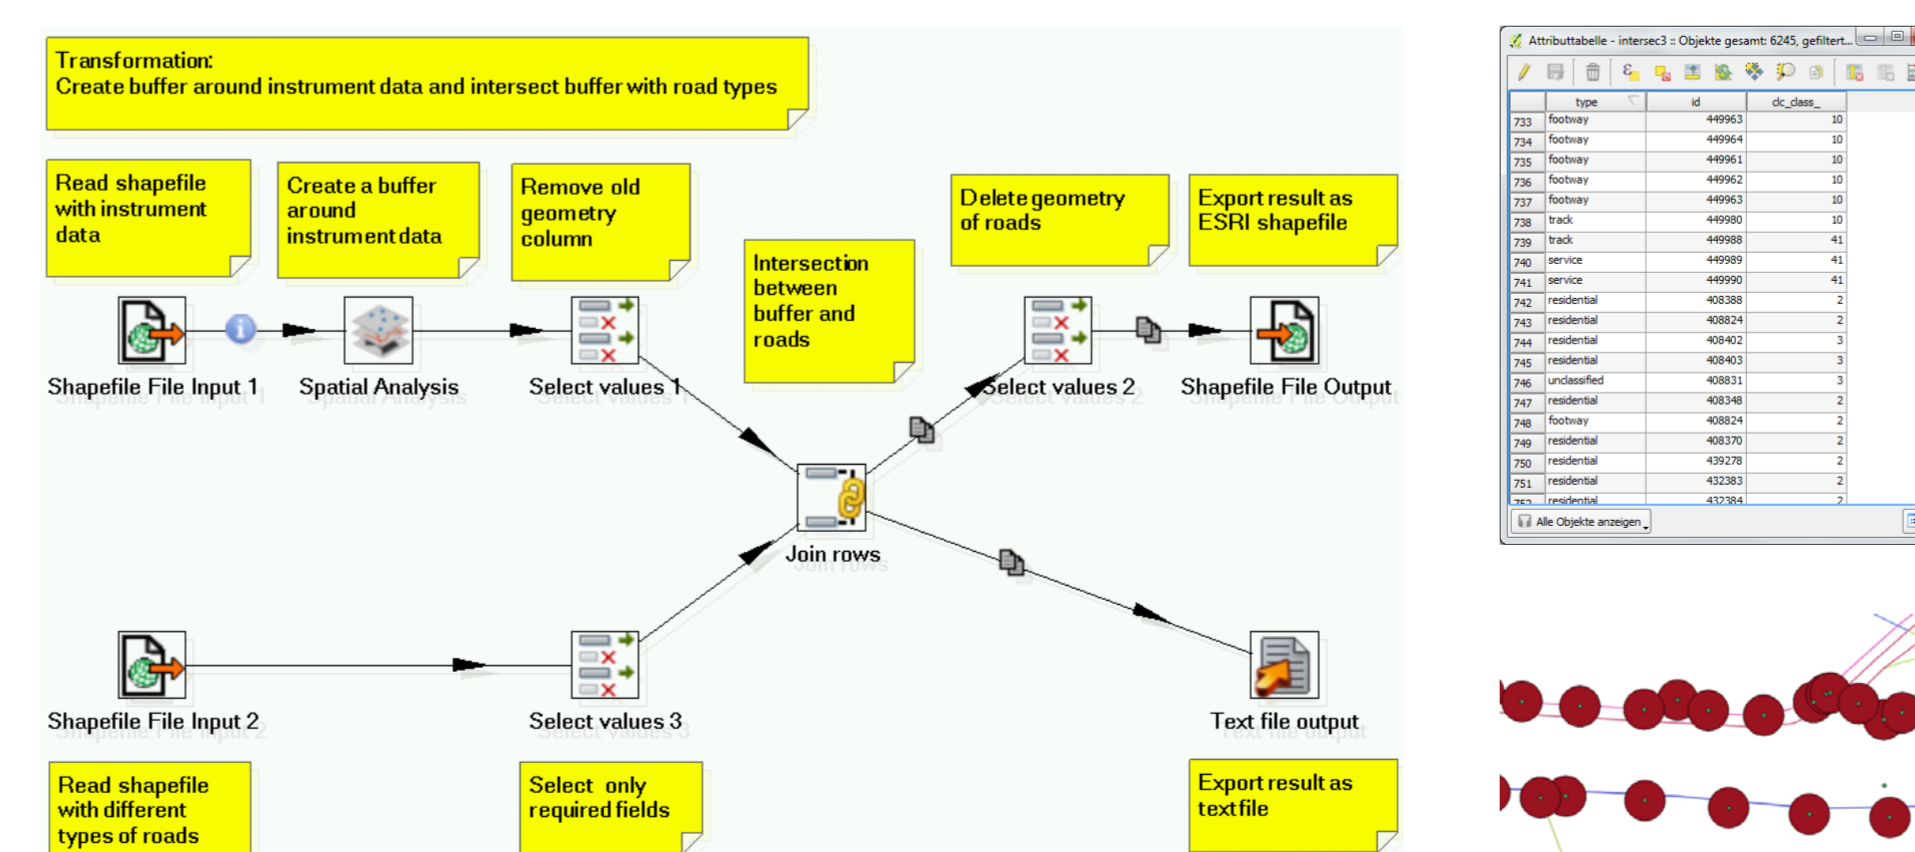 Transformation:
Create buffer around instrument data and intersect buffer with road types
Read shapefile
with instrument
data
Create a buffer
around
instrument data
Remove old
geometry
column
Intersection
between
buffer and
roads
Delete geometry
of roads
Export result as
ESRI shapefile
Shapefile File Input 1
Spatial Analysis
Select values 1
Select values 2
Shapefile File Output
Join rows
Shapefile File Input 2
Select values 3
Text file output
Read shapefile
with different
types of roads
Select only
required fields
Export result as
textfile
Attributtabelle - intersec3 :: Objekte gesamt: 6245, gefiltert...
type id clc_class_
733 footway 449963 10
734 footway 449964 10
735 footway 449961 10
736 footway 449962 10
737 footway 449963 10
738 track 449980 10
739 track 449988 41
740 service 449989 41
741 service 449990 41
742 residential 408388 2
743 residential 408824 2
744 residential 408402 3
745 residential 408403 3
746 unclassified 408831 3
747 residential 408348 2
748 footway 408824 2
749 residential 408370 2
750 residential 439278 2
751 residential 432383 2
752 residential 432384 2
Alle Objekte anzeigen